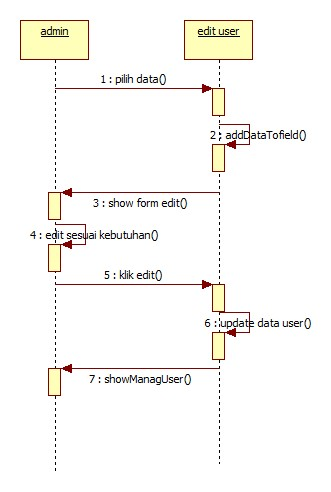 admin
edit user
1 : pilih data()
2 : addDataTofield()
3 : show form edit()
4 : edit sesuai kebutuhan()
5 : klik edit()
6 : update data user()
7 : showManagUser()